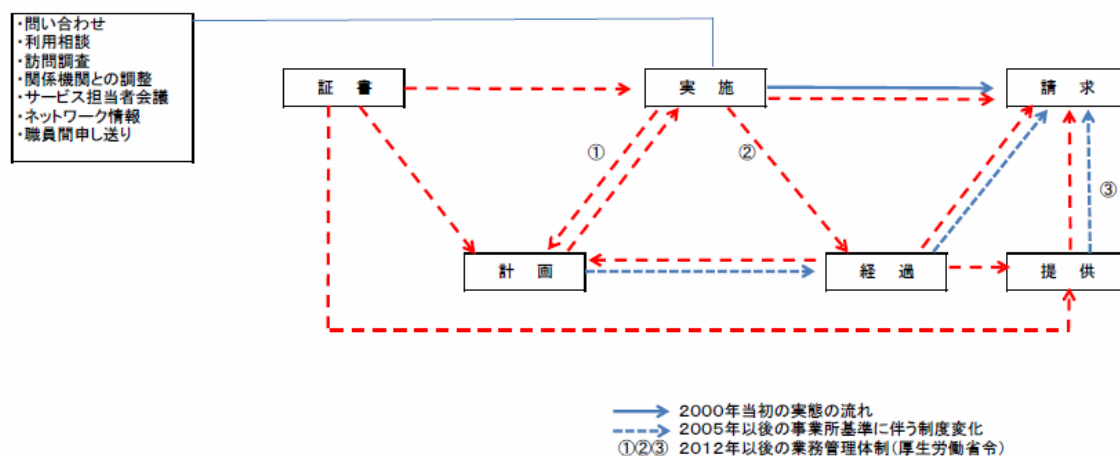 ・問い合わせ
・利用相談
・訪問調査
・関係機関との調整
・サービス担当者会議
・ネットワーク情報
・職員間申し送り
証　書
実　施
請　求
①
②
③
計　画
経　過
提　供
2000年当初の実態の流れ
2005年以後の事業所基準に伴う制度変化
①②③ 2012年以後の業務管理体制(厚生労働省令)